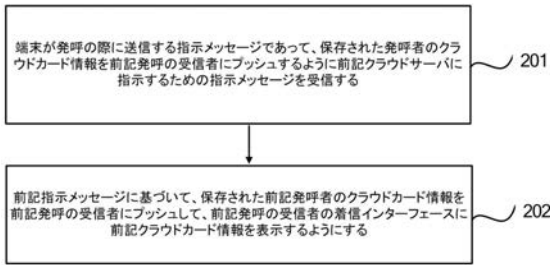 端末が発呼の際に送信する指示メッセージであって、保存された発呼者のクラ
ウドカード情報を前記発呼の受信者にプッシュするように前記クラウドサーバに
指示するための指示メッセージを受信する
201
前記指示メッセージに基づいて、保存された前記発呼者のクラウドカード情報を
前記発呼の受信者にプッシュして、前記発呼の受信者の着信インターフェースに
前記クラウドカード情報を表示するようにする
202